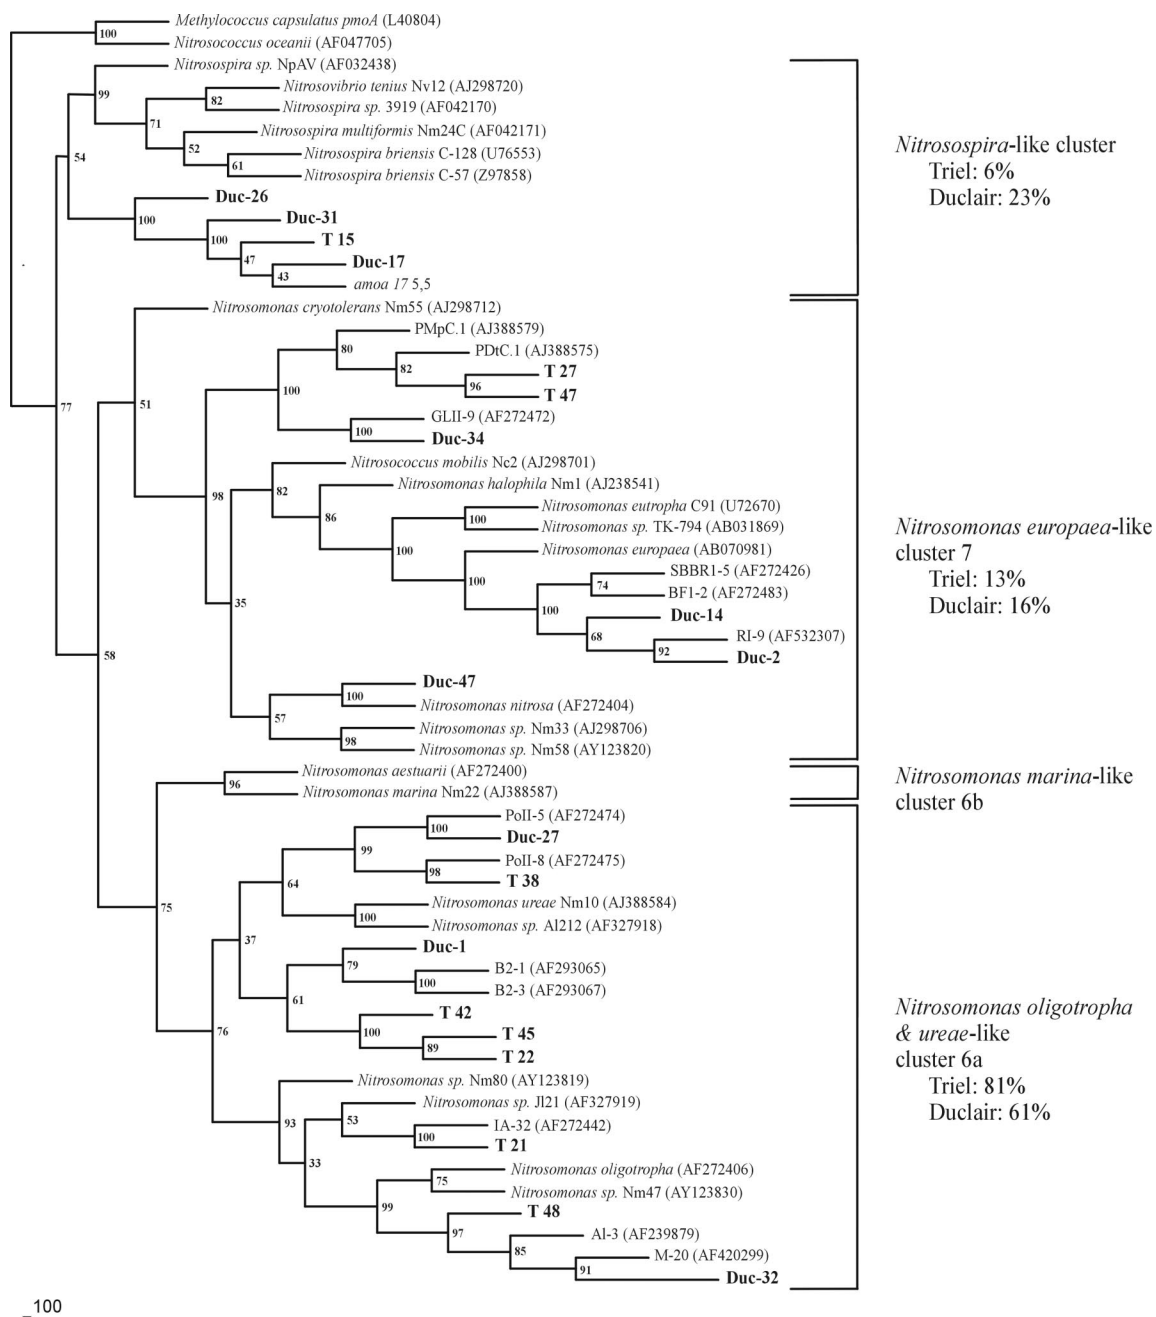 Methylococcus capsulatus pmoA (L40804)
100
Nitrosococcus oceanii (AF047705)
Nitrosospira sp. NpAV (AF032438)
99
Nitrosovibrio tenius Nv12 (AJ298720)
82
Nitrosospira sp. 3919 (AF042170)
71
Nitrosospira multiformis Nm24C (AF042171)
52
Nitrosospira briensis C-128 (U76553)
61
Nitrosospira briensis C-57 (Z97858)
54
Duc-26
100
Duc-31
100
T 15
47
Duc-17
43
amoa 17 5,5
Nitrosospira-like cluster
Triel: 6%
Duclair: 23%
77
Nitrosomonas cryotolerans Nm55 (AJ298712)
51
PMpC.1 (AJ388579)
80
PDtC.1 (AJ388575)
82
T 27
96
T 47
100
GLII-9 (AF272472)
100
Duc-34
98
Nitrosococcus mobilis Nc2 (AJ298701)
82
Nitrosomonas halophila Nm1 (AJ238541)
86
Nitrosomonas eutropha C91 (U72670)
100
Nitrosomonas sp. TK-794 (AB031869)
100
Nitrosomonas europaea (AB070981)
100
SBBR1-5 (AF272426)
74
BF1-2 (AF272483)
100
Duc-14
68
RI-9 (AF532307)
92
Duc-2
35
Duc-47
100
Nitrosomonas nitrosa (AF272404)
57
Nitrosomonas sp. Nm33 (AJ298706)
98
Nitrosomonas sp. Nm58 (AY123820)
Nitrosomonas europaea-like
cluster 7
Triel: 13%
Duclair: 16%
58
Nitrosomonas aestuarii (AF272400)
96
Nitrosomonas marina Nm22 (AJ388587)
Nitrosomonas marina-like
cluster 6b
75
PoII-5 (AF272474)
100
Duc-27
99
PoII-8 (AF272475)
98
T 38
64
Nitrosomonas ureae Nm10 (AJ388584)
100
Nitrosomonas sp. Al212 (AF327918)
37
Duc-1
79
B2-1 (AF293065)
100
B2-3 (AF293067)
61
T 42
100
T 45
89
T 22
76
Nitrosomonas sp. Nm80 (AY123819)
93
Nitrosomonas sp. Jl21 (AF327919)
53
IA-32 (AF272442)
100
T 21
33
Nitrosomonas oligotropha (AF272406)
75
Nitrosomonas sp. Nm47 (AY123830)
99
T 48
97
AI-3 (AF239879)
85
M-20 (AF420299)
91
Duc-32
Nitrosomonas oligotropha
& ureae-like
cluster 6a
Triel: 81%
Duclair: 61%
100